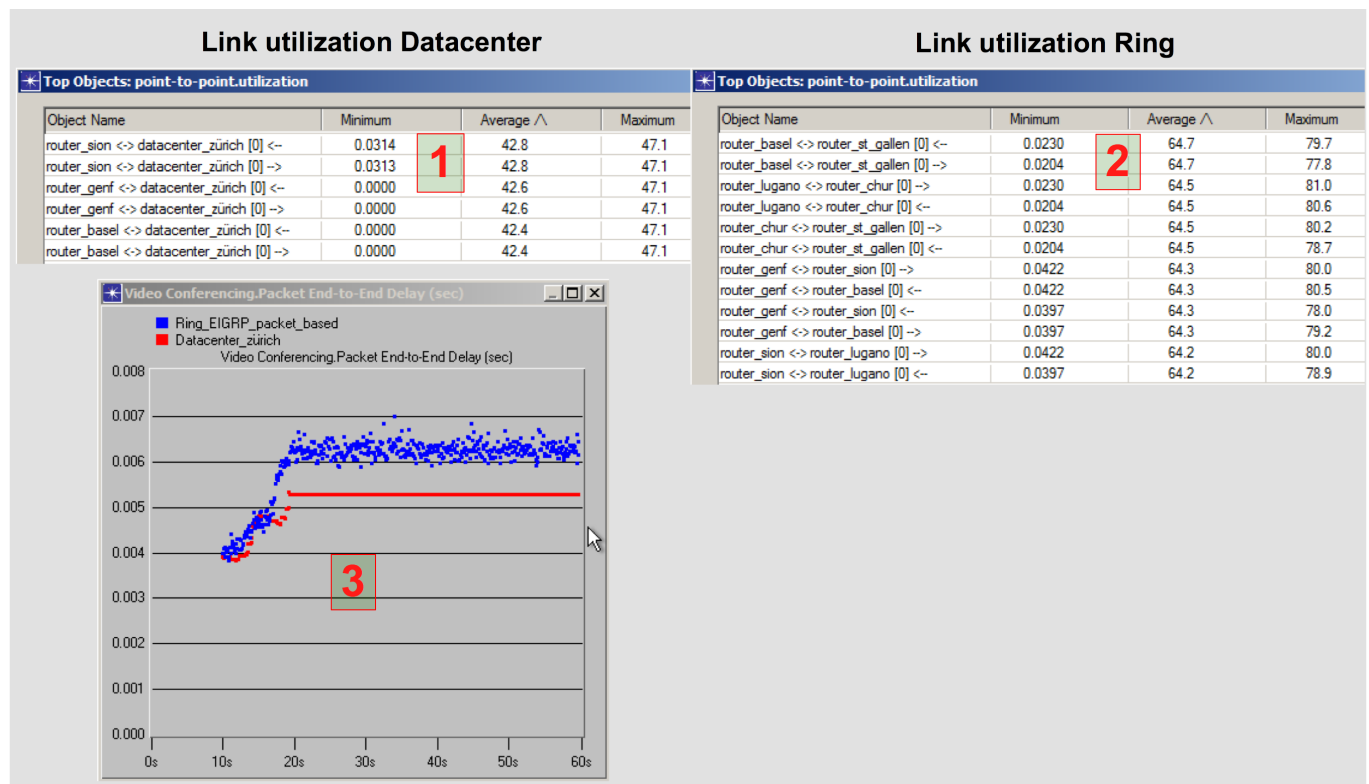 Link utilization Datacenter
Top Objects: point-to-point.utilization
Object Name Minimum Average /\ Maximum
router_sion <-> datacenter_zürich [0] <-- 0.0314 42.8 47.1
router_sion <-> datacenter_zürich [0] --> 0.0313 42.8 47.1
router_genf <-> datacenter_zürich [0] <-- 0.0000 42.6 47.1
router_genf <-> datacenter_zürich [0] --> 0.0000 42.6 47.1
router_basel <-> datacenter_zürich [0] <-- 0.0000 42.4 47.1
router_basel <-> datacenter_zürich [0] --> 0.0000 42.4 47.1
1
Link utilization Ring
Top Objects: point-to-point.utilization
Object Name Minimum Average /\ Maximum
router_basel <-> router_st_gallen [0] <-- 0.0230 64.7 79.7
router_basel <-> router_st_gallen [0] --> 0.0204 64.7 77.8
router_lugano <-> router_chur [0] --> 0.0230 64.5 81.0
router_lugano <-> router_chur [0] <-- 0.0204 64.5 80.6
router_chur <-> router_st_gallen [0] --> 0.0230 64.5 80.2
router_chur <-> router_st_gallen [0] <-- 0.0204 64.5 78.7
router_genf <-> router_sion [0] --> 0.0422 64.3 80.0
router_genf <-> router_basel [0] <-- 0.0422 64.3 80.5
router_genf <-> router_sion [0] <-- 0.0397 64.3 78.0
router_genf <-> router_basel [0] --> 0.0397 64.3 79.2
router_sion <-> router_lugano [0] --> 0.0422 64.2 80.0
router_sion <-> router_lugano [0] <-- 0.0397 64.2 78.9
2
Video Conferencing.Packet End-to-End Delay (sec)
Ring_EIGRP_packet_based
Datacenter_zürich
Video Conferencing.Packet End-to-End Delay (sec)
0.008
0.007
0.006
0.005
0.004
0.003
0.002
0.001
0.000
3
0s 10s 20s 30s 40s 50s 60s